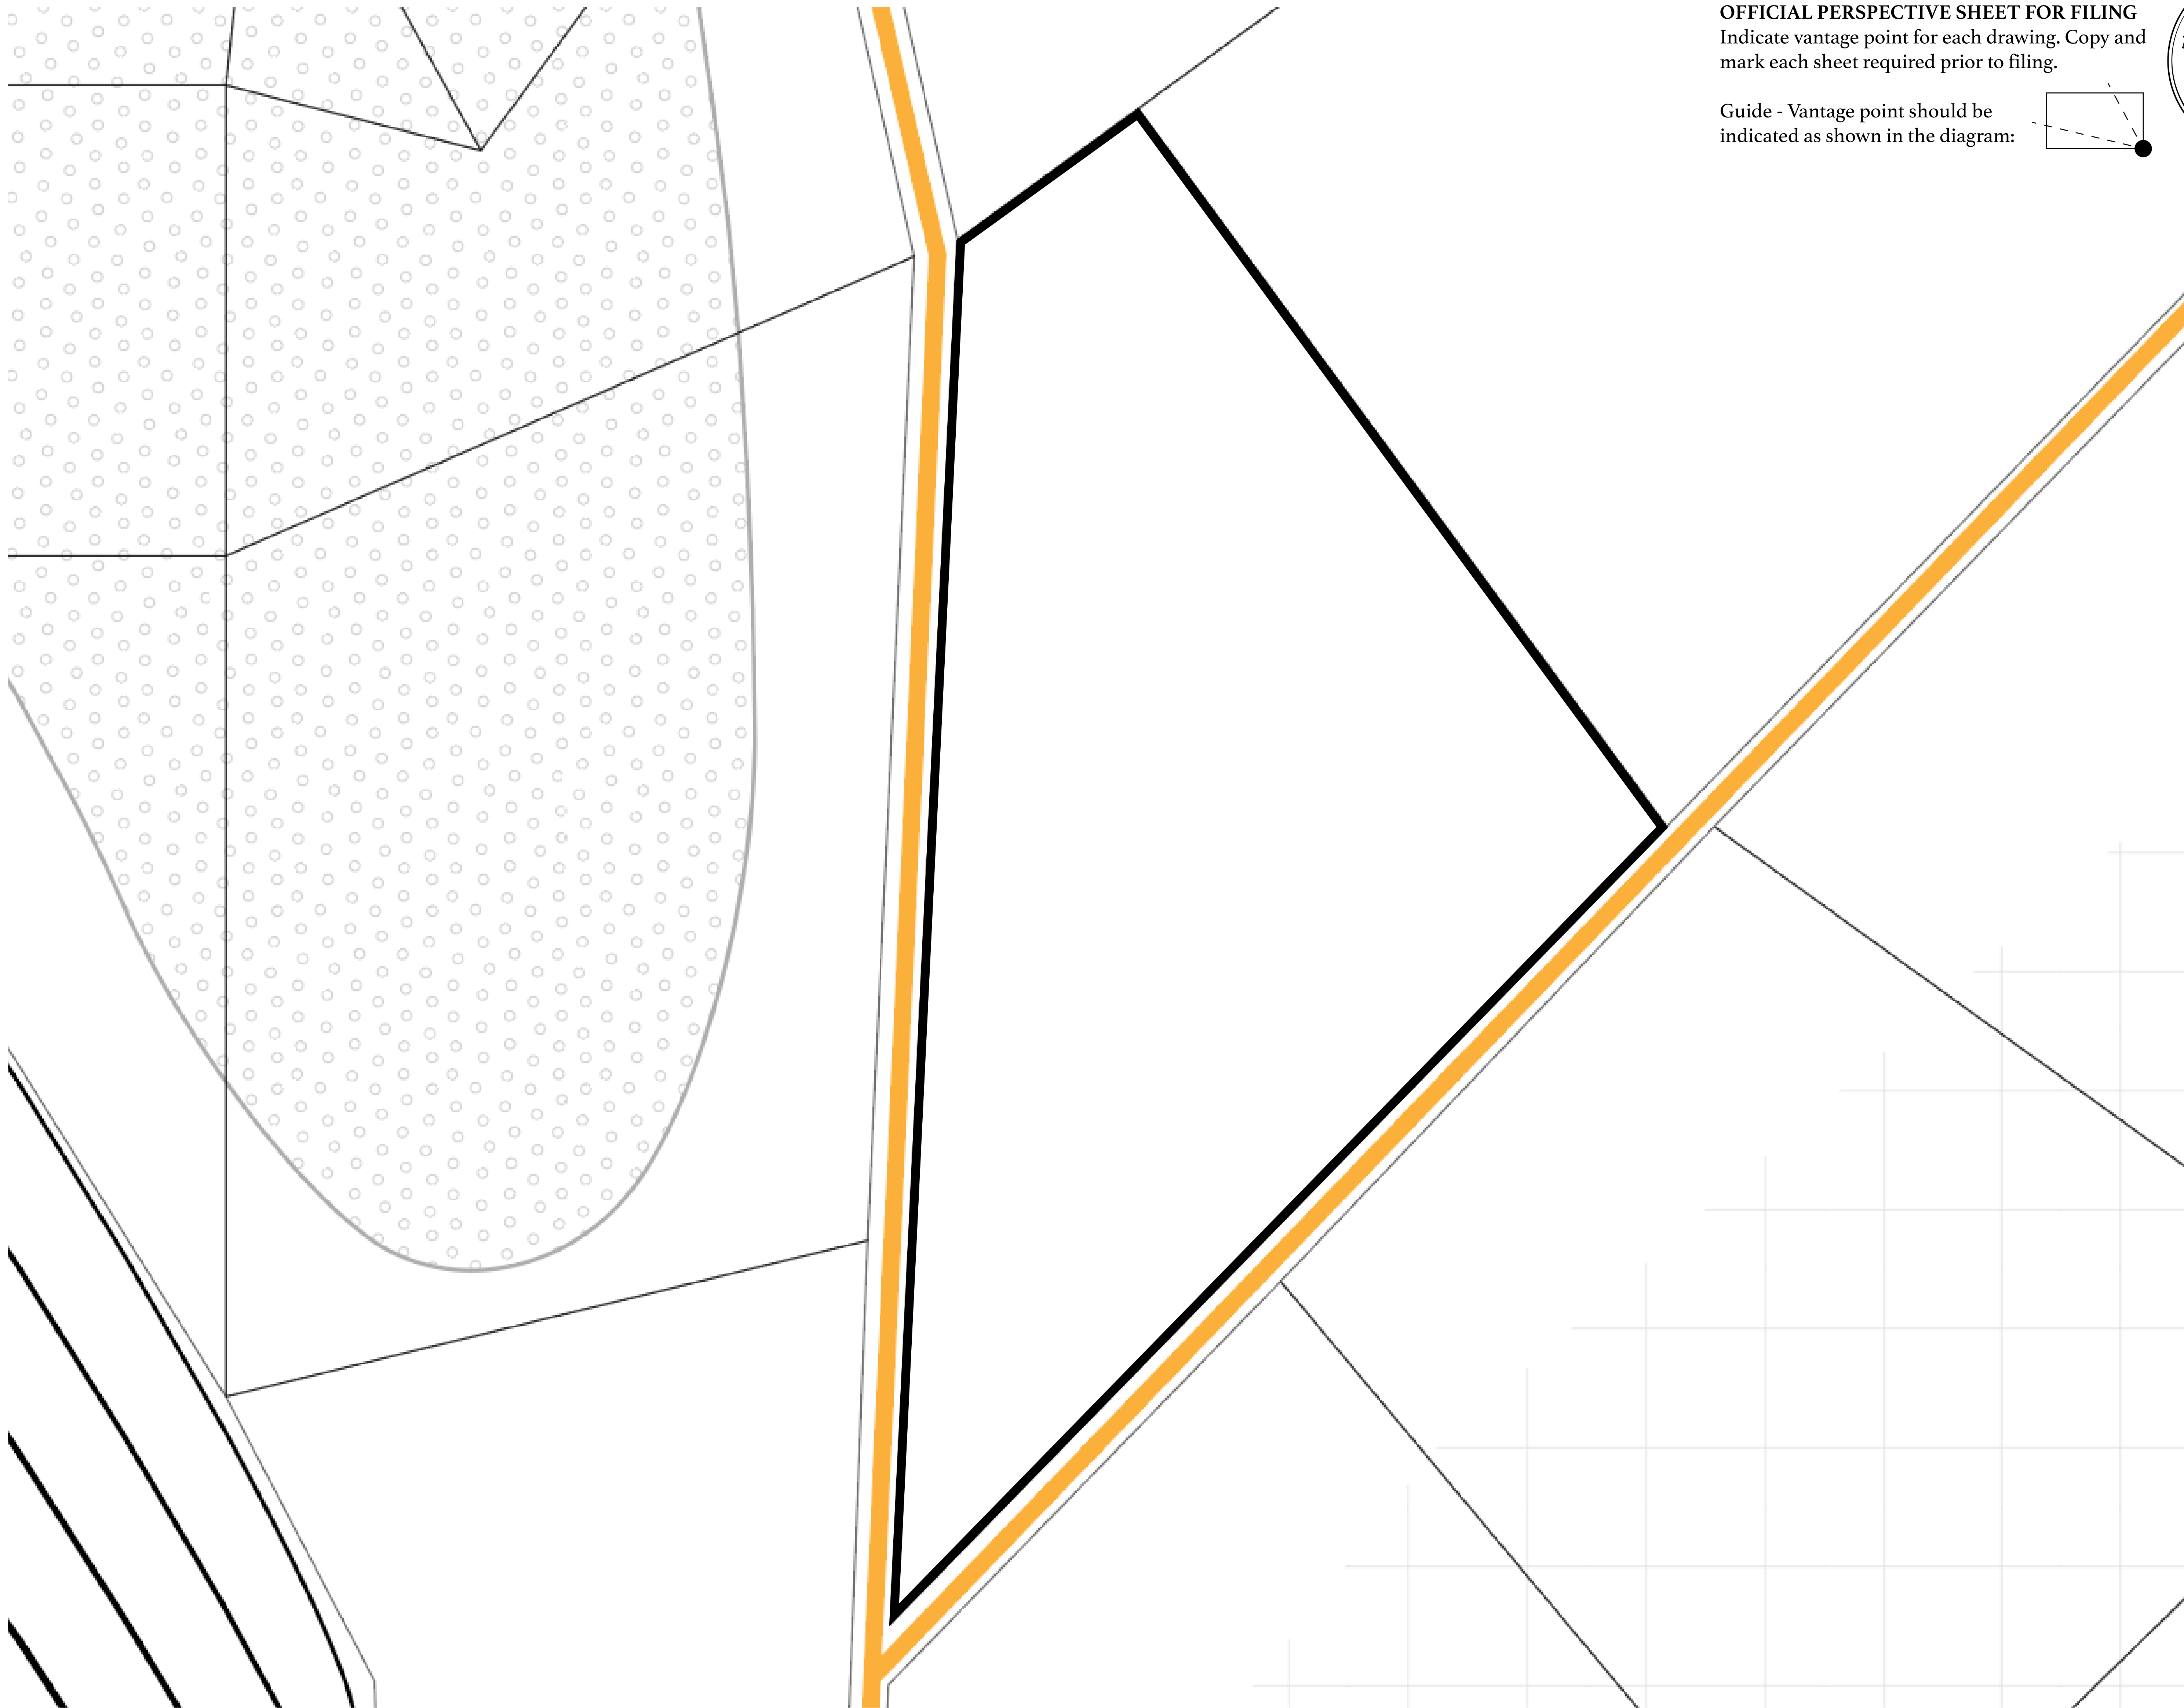 OFFICIAL PERSPECTIVE SHEET FOR FILING
Indicate vantage point for each drawing. Copy and
mark each sheet required prior to filing.
Guide - Vantage point should be
indicated as shown in the diagram: